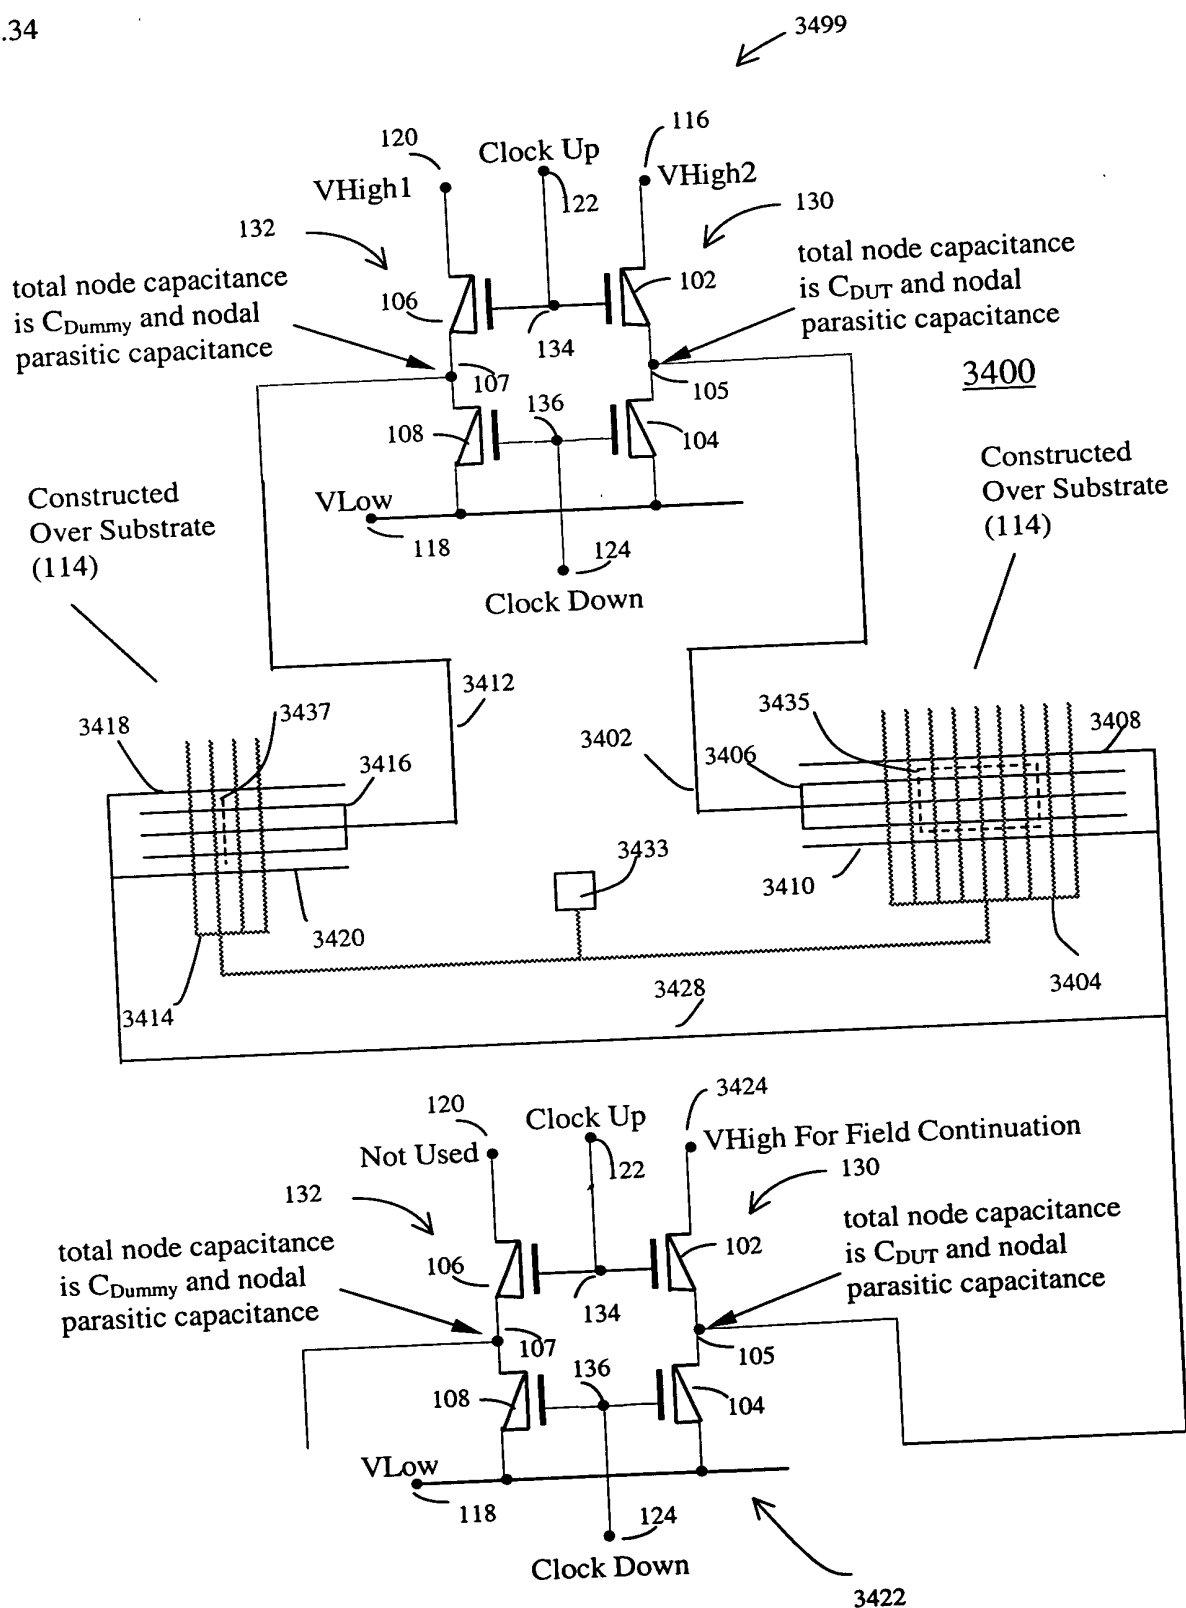 .34
3499
120
Clock Up
116
VHigh1
122
VHigh2
132
130
total node capacitance
is CDummy and nodal
parasitic capacitance
106
102
total node capacitance
is CDUT and nodal
parasitic capacitance
134
107
105
3400
136
108
104
Constructed
Over Substrate
(114)
VLow
118
124
Clock Down
Constructed
Over Substrate
(114)
3412
3418
3437
3416
3435
3402
3406
3408
3433
3410
3420
3414
3428
3404
120
Clock Up
3424
Not Used
122
VHigh For Field Continuation
132
130
total node capacitance
is CDummy and nodal
parasitic capacitance
106
102
total node capacitance
is CDUT and nodal
parasitic capacitance
134
107
105
136
108
104
VLow
118
124
Clock Down
3422